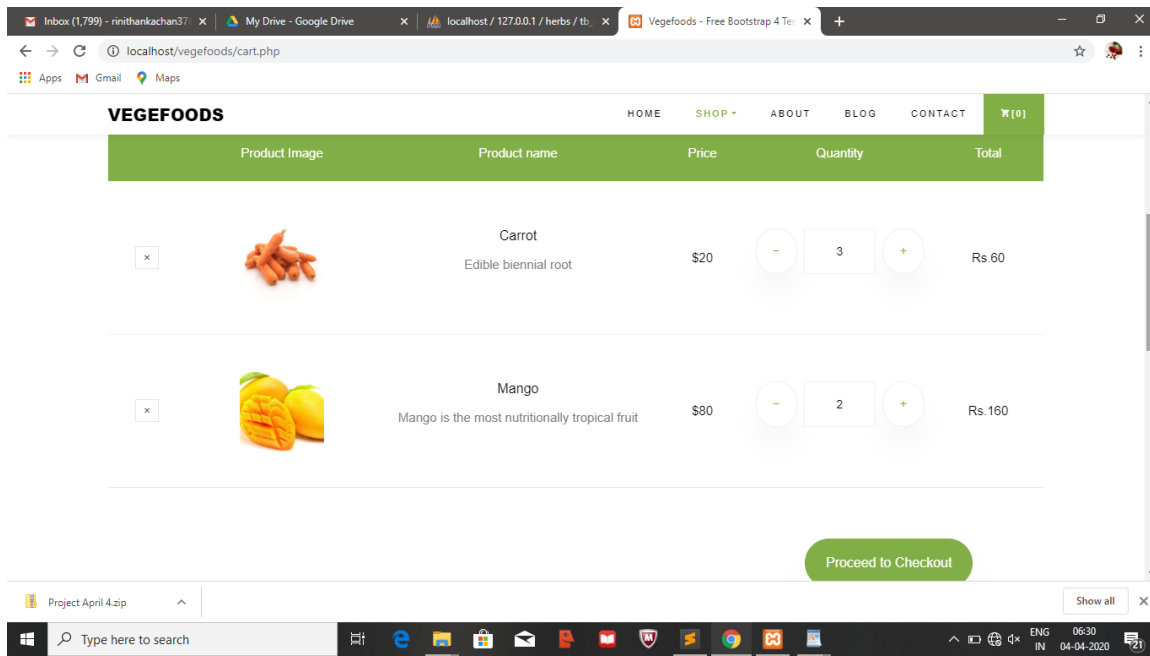 Inbox (1,799) - rinithankachan37
My Drive - Google Drive
localhost / 127.0.0.1 / herbs / tb_
Vegefoods - Free Bootstrap 4 Ter
localhost/vegefoods/cart.php
Apps Gmail Maps
VEGEFOODS HOME SHOP ABOUT BLOG CONTACT [0]
Product Image Product name Price Quantity Total
Carrot
Edible biennial root
× $20 − 3 + Rs.60
Mango
Mango is the most nutritionally tropical fruit
× $80 − 2 + Rs.160
Proceed to Checkout
Project April 4.zip Show all
Type here to search
ENG 06:30
IN 04-04-2020 21